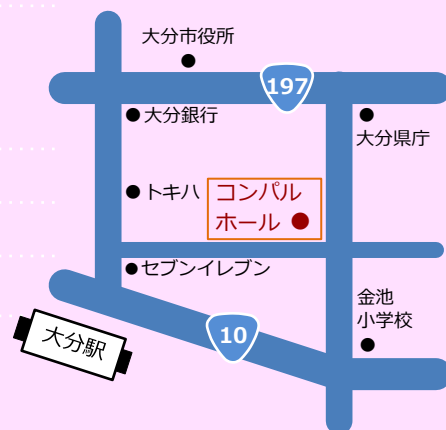 大分市役所
197
大分銀行
大分県庁
トキハ
コンパル
ホール
セブンイレブン
金池
小学校
10
大分駅